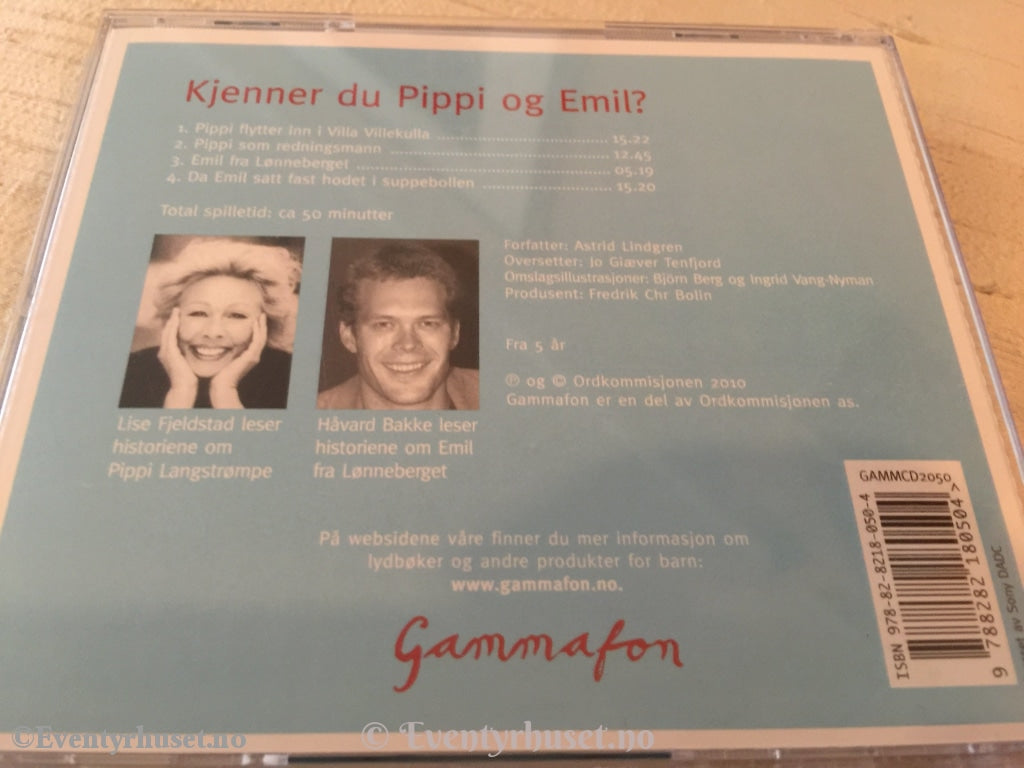 Kjenner du Pippi og Emil?
1. Pippi flytter inn i Villa Villekulla ........................................ 15.22
2. Pippi som redningsmann ................................................ 12.45
3. Emil fra Lønneberget ..................................................... 05.19
4. Da Emil satt fast hodet i suppebollen ........................ 15.20
Total spilletid: ca 50 minutter
Forfatter: Astrid Lindgren
Oversetter: Jo Giæver Tenfjord
Omslagsillustrasjoner: Björn Berg og Ingrid Vang-Nyman
Produsent: Fredrik Chr Bolin
Fra 5 år
℗ og © Ordkommisjonen 2010
Gammafon er en del av Ordkommisjonen as.
Lise Fjeldstad leser
historiene om
Pippi Langstrømpe
Håvard Bakke leser
historiene om Emil
fra Lønneberget
På websidene våre finner du mer informasjon om
lydbøker og andre produkter for barn:
www.gammafon.no.
Gammafon
GAMMCD2050
ISBN 978-82-8218-050-4
9 788282 180504 >
av Sony DADC
©Eventyrhuset.no
© Eventyrhuset.no